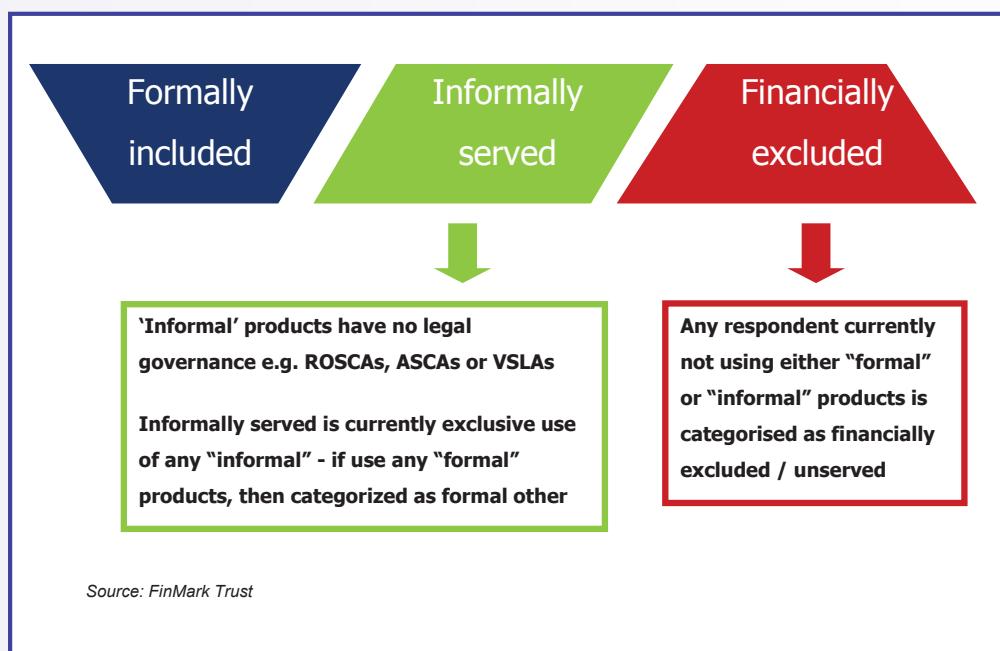 Formally
included
Informally
served
Financially
excluded
‘Informal’ products have no legal
governance e.g. ROSCAs, ASCAs or VSLAs
Informally served is currently exclusive use
of any “informal” - if use any “formal”
products, then categorized as formal other
Any respondent currently
not using either “formal”
or “informal” products is
categorised as financially
excluded / unserved
Source: FinMark Trust